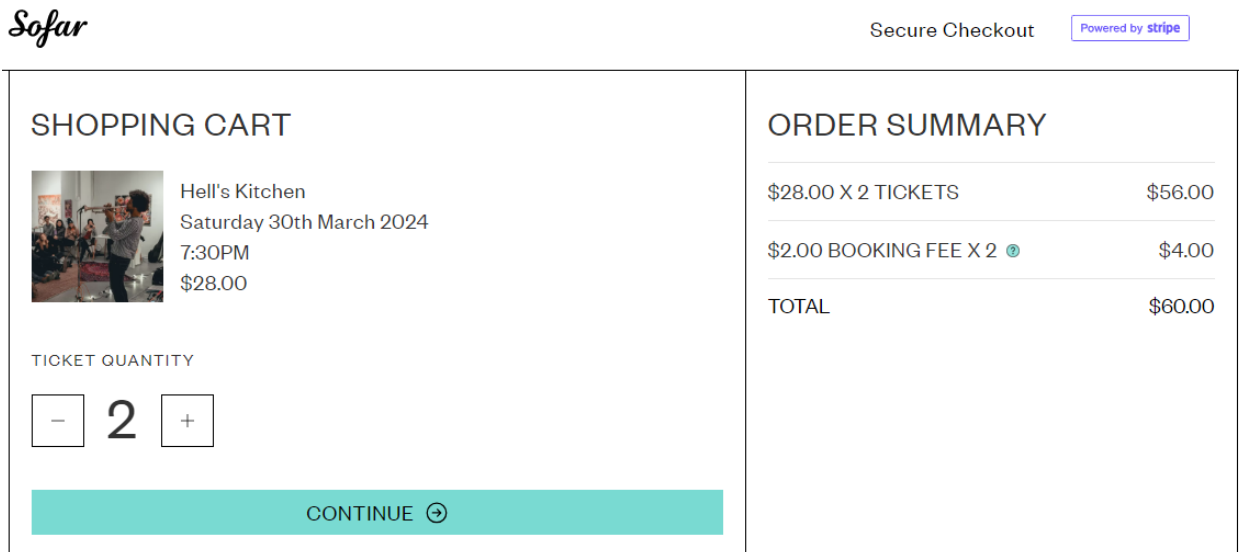 Sofar
Secure Checkout
Powered by stripe
SHOPPING CART
Hell's Kitchen
Saturday 30th March 2024
7:30PM
$28.00
TICKET QUANTITY
− 2 +
CONTINUE
ORDER SUMMARY
$28.00 X 2 TICKETS $56.00
$2.00 BOOKING FEE X 2 ? $4.00
TOTAL $60.00